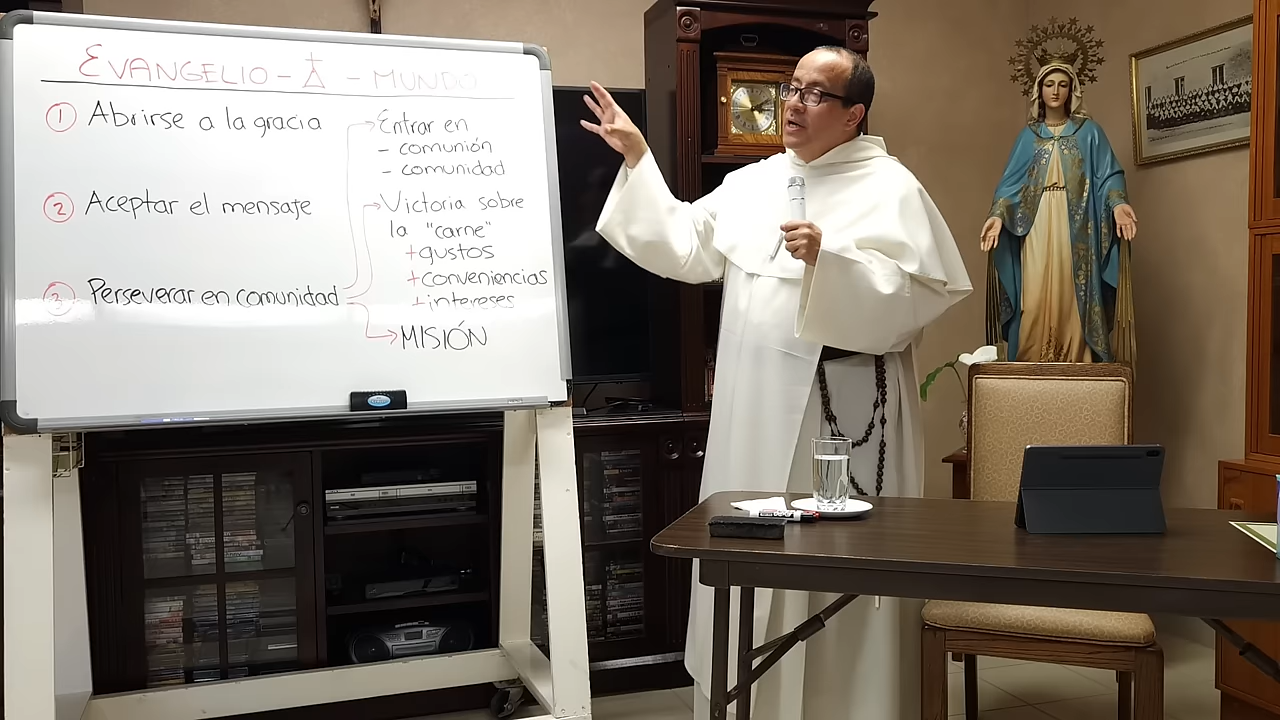 EVANGELIO - - MUNDO
① Abrirse a la gracia
② Aceptar el mensaje
③ Perseverar en comunidad
Entrar en
- comunión
- comunidad
Victoria sobre
la "carne"
+gustos
+conveniencias
+intereses
MISIÓN